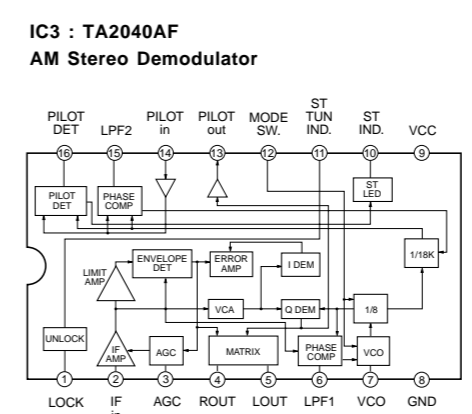 IC3 : TA2040AF
AM Stereo Demodulator
PILOT
DET
LPF2
PILOT
in
PILOT
out
MODE
SW.
ST
TUN
IND.
ST
IND.
VCC
16
15
14
13
12
11
10
9
PILOT
DET
PHASE
COMP
ST
LED
1/18K
LIMIT
AMP
ENVELOPE
DET
ERROR
AMP
I DEM
VCA
Q DEM
1/8
UNLOCK
IF
AMP
AGC
MATRIX
PHASE
COMP
VCO
1
2
3
4
5
6
7
8
LOCK
IF
in
AGC
ROUT
LOUT
LPF1
VCO
GND